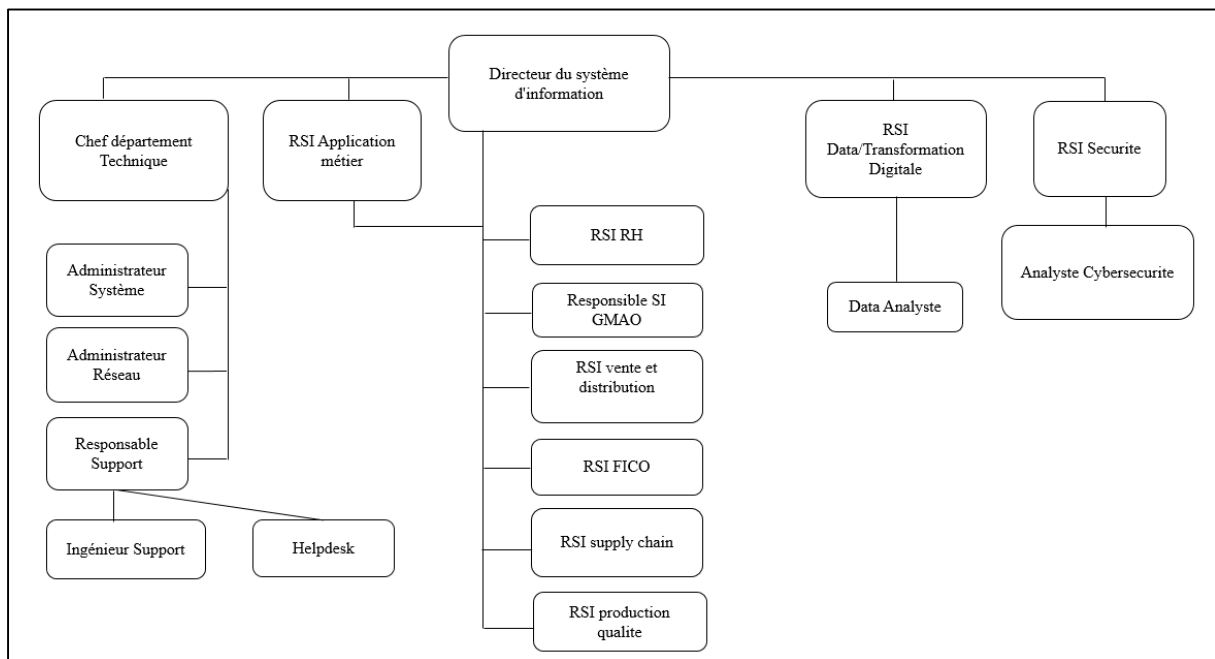 Directeur du système
d'information
Chef département
Technique
RSI Application
métier
RSI
Data/Transformation
Digitale
RSI Securite
RSI RH
Analyste Cybersecurite
Administrateur
Système
Responsible SI
GMAO
Data Analyste
Administrateur
Réseau
RSI vente et
distribution
Responsable
Support
RSI FICO
Ingénieur Support
Helpdesk
RSI supply chain
RSI production
qualite